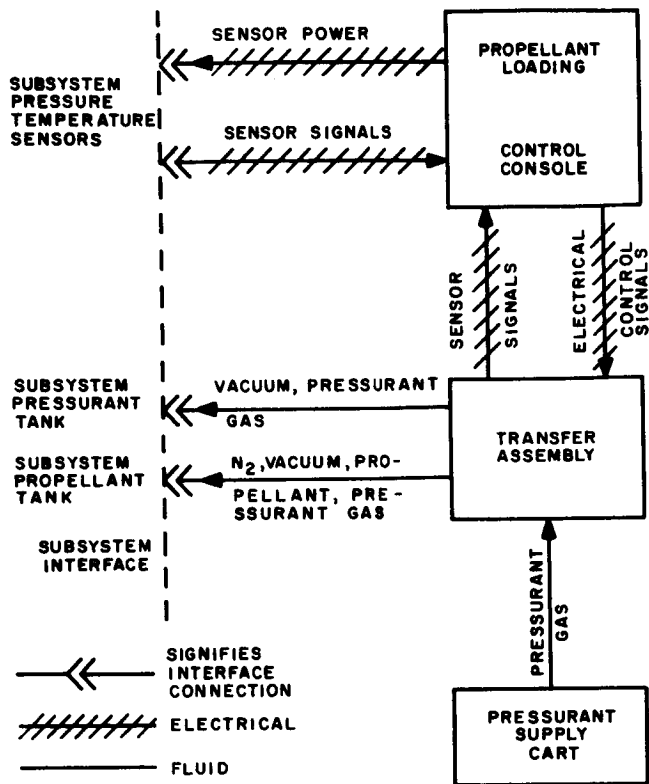 SENSOR POWER
PROPELLANT
LOADING
SUBSYSTEM
PRESSURE
TEMPERATURE
SENSORS
SENSOR SIGNALS
CONTROL
CONSOLE
SENSOR
SIGNALS
ELECTRICAL
CONTROL
SIGNALS
SUBSYSTEM
PRESSURANT
TANK
VACUUM, PRESSURANT
GAS
TRANSFER
ASSEMBLY
SUBSYSTEM
PROPELLANT
TANK
N2, VACUUM, PRO-
PELLANT, PRE-
SSURANT GAS
SUBSYSTEM
INTERFACE
PRESSURANT
GAS
SIGNIFIES
INTERFACE
CONNECTION
ELECTRICAL
FLUID
PRESSURANT
SUPPLY
CART